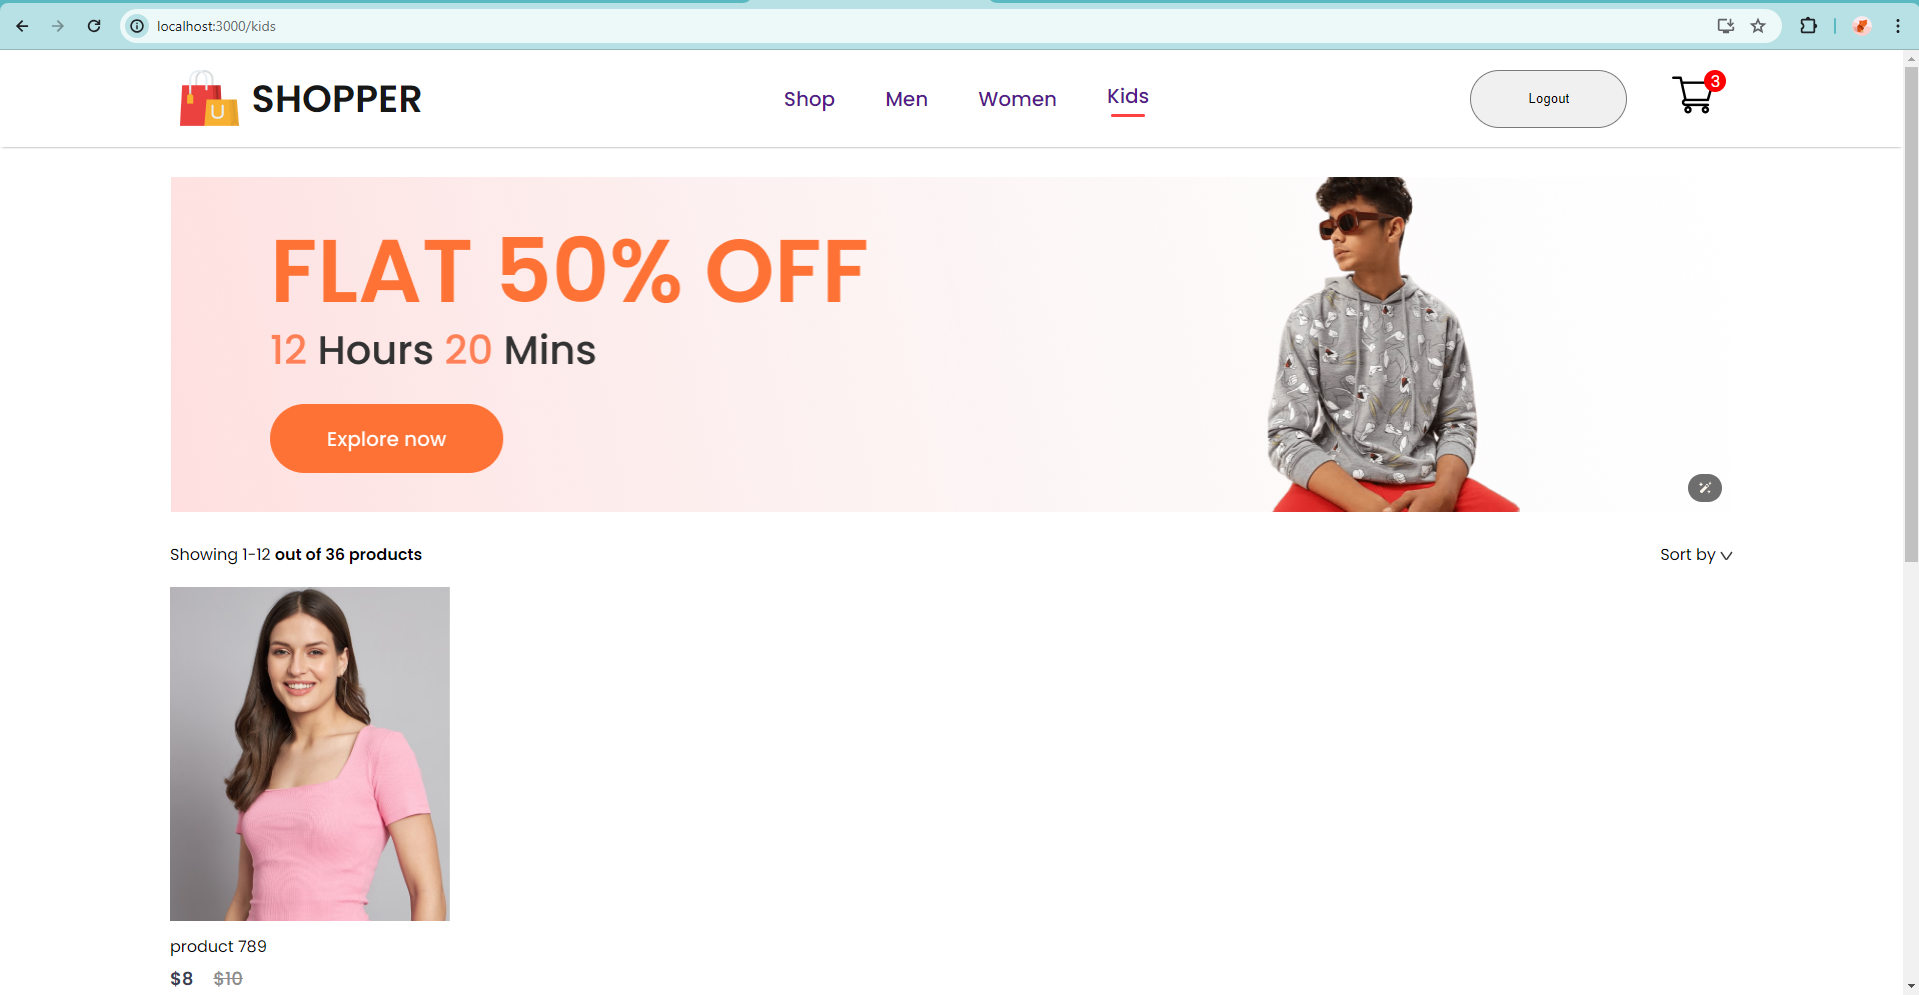 localhost:3000/kids
SHOPPER
Shop Men Women Kids
Logout
3
U
FLAT 50% OFF
12 Hours 20 Mins
Explore now
Showing 1-12 out of 36 products
Sort by
product 789
$8 $10